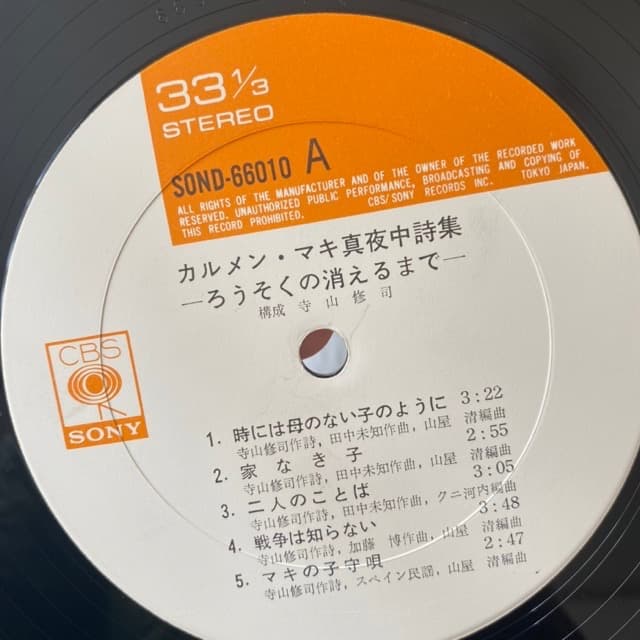 33 1/3
STEREO
SOND-66010 A
ALL RIGHTS OF THE MANUFACTURER AND OF THE OWNER OF THE RECORDED WORK
RESERVED. UNAUTHORIZED PUBLIC PERFORMANCE, BROADCASTING AND COPYING OF
THIS RECORD PROHIBITED. CBS/SONY RECORDS INC. TOKYO JAPAN.
カルメン・マキ真夜中詩集
—ろうそくの消えるまで—
構成 寺山修司
CBS
SONY
1. 時には母のない子のように 3:22
寺山修司作詩, 田中未知作曲, 山屋 清編曲
2. 家なき子 2:55
寺山修司作詩, 田中未知作曲, 山屋 清編曲
3. 二人のことば 3:05
寺山修司作詩, 田中未知作曲, クニ河内編曲
4. 戦争は知らない 3:48
寺山修司作詩, 加藤 博作曲, 山屋 清編曲
5. マキの子守唄 2:47
寺山修司作詩, スペイン民謡, 山屋 清編曲